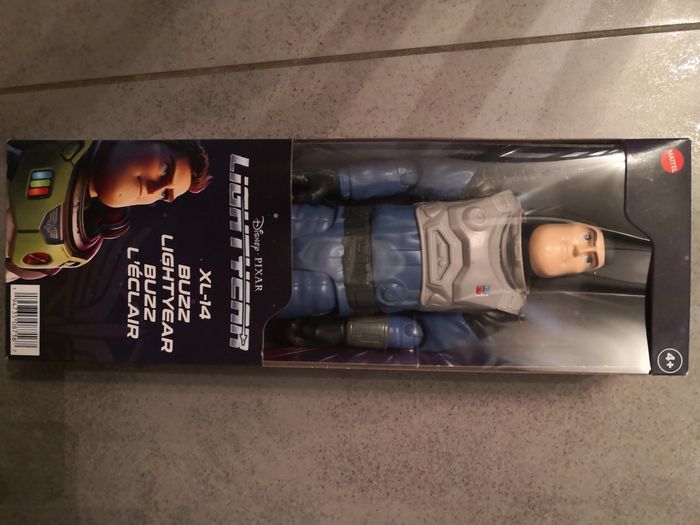 MATTEL
4+
DISNEY PIXAR
LIGHTYEAR
XL-14
BUZZ
LIGHTYEAR
BUZZ
L'ÉCLAIR